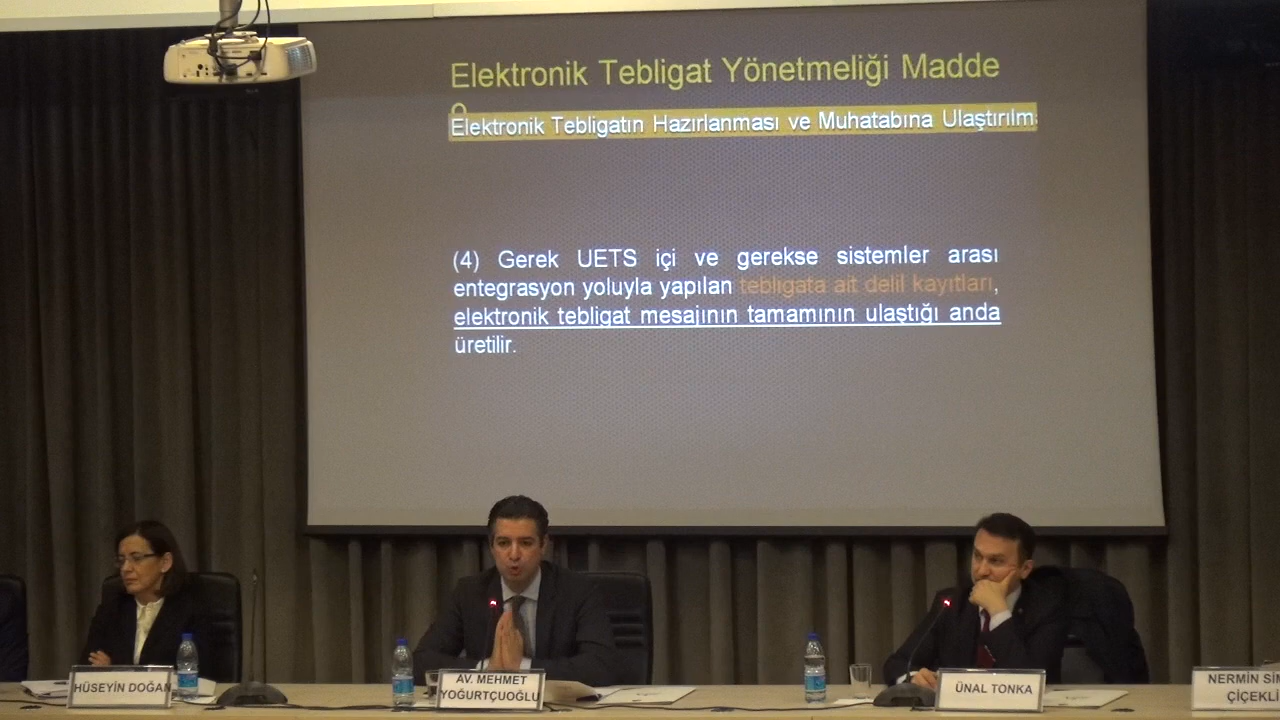 Elektronik Tebligat Yönetmeliği Madde
Elektronik Tebligatın Hazırlanması ve Muhatabına Ulaştırılm
(4) Gerek UETS içi ve gerekse sistemler arası
entegrasyon yoluyla yapılan tebligata ait delil kayıtları,
elektronik tebligat mesajının tamamının ulaştığı anda
üretilir.
HÜSEYİN DOĞAN
AV. MEHMET
YOĞURTÇUOĞLU
ÜNAL TONKA
NERMİN Sİ
ÇİÇEKLİ